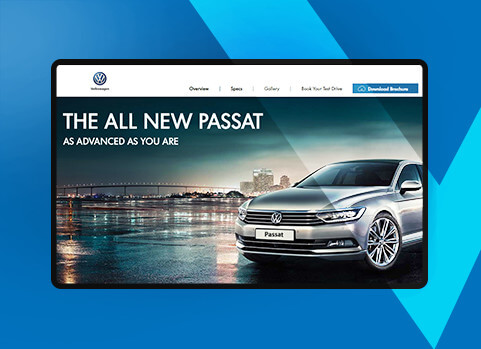 Volkswagen
Overview | Specs | Gallery | Book Your Test Drive Download Brochure
THE ALL NEW PASSAT
AS ADVANCED AS YOU ARE
Passat